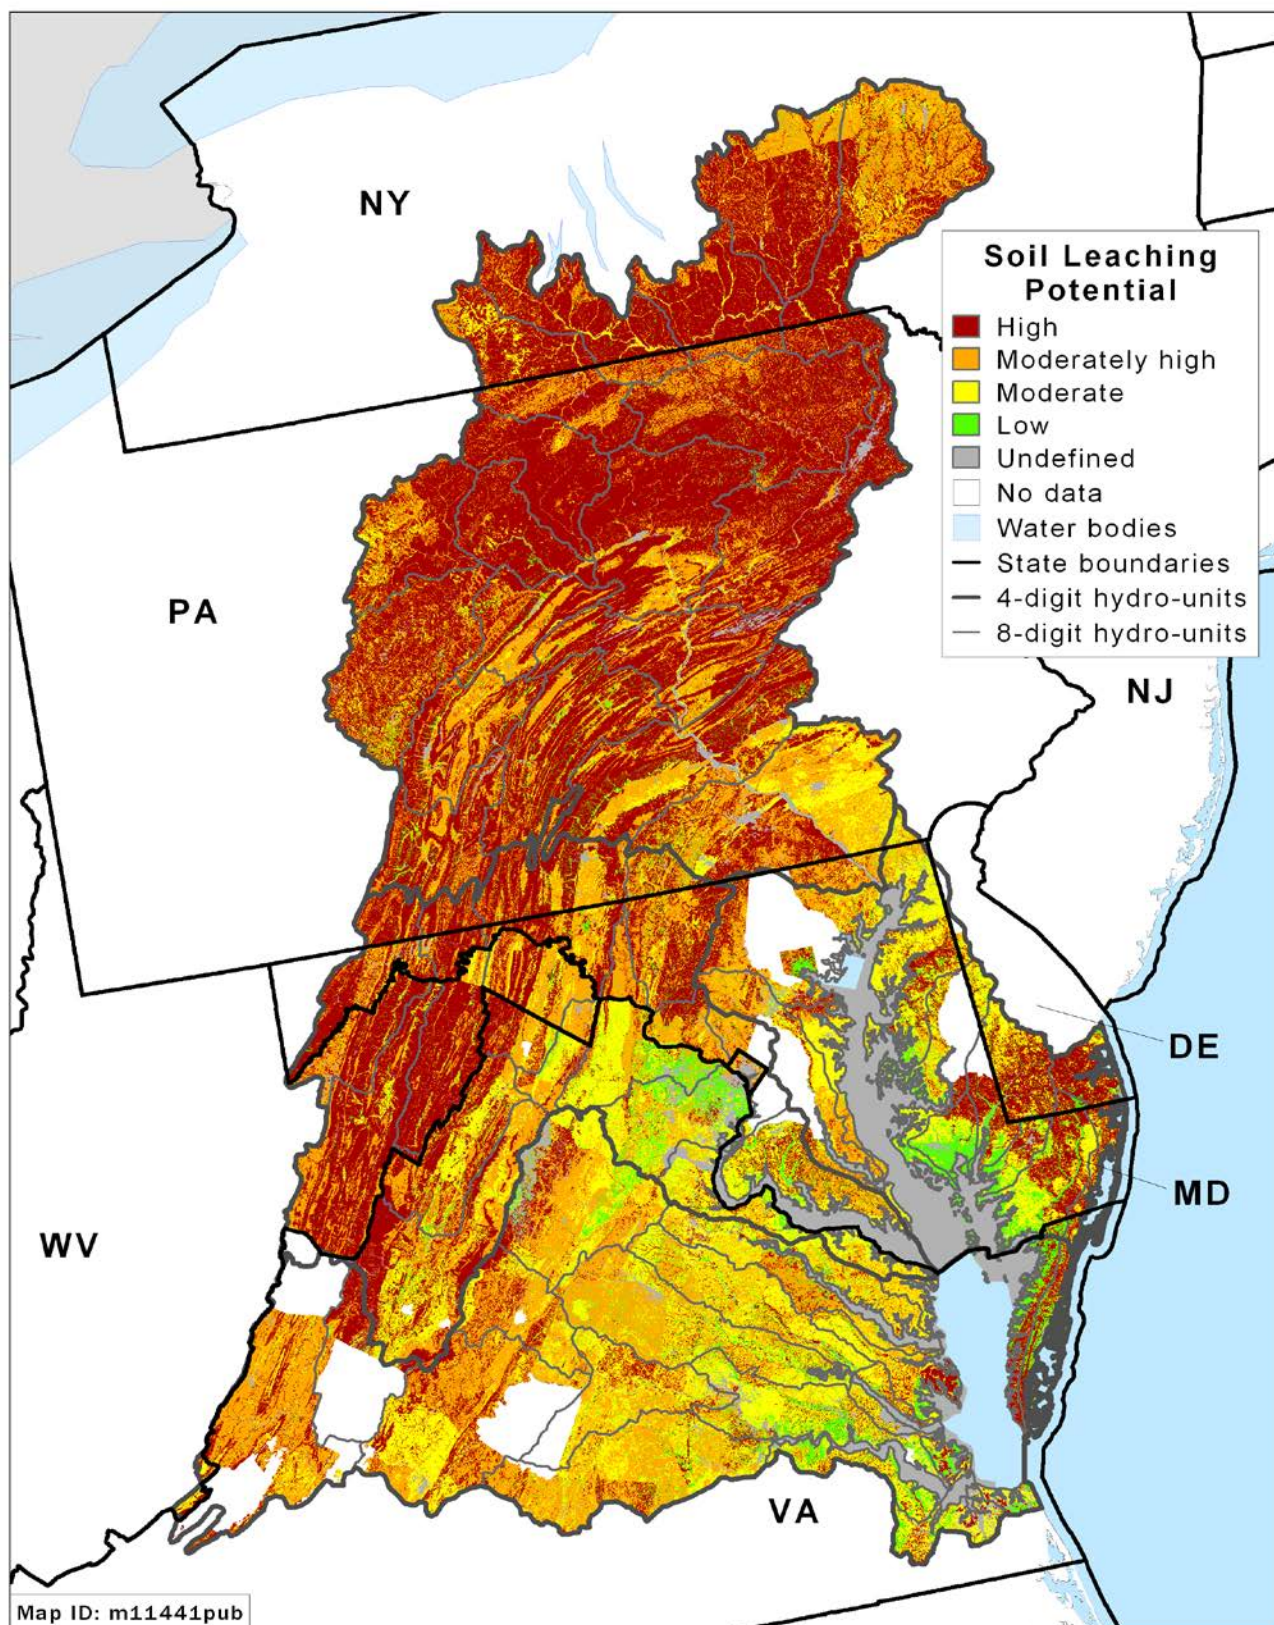 NY
Soil Leaching
Potential
High
Moderately high
Moderate
Low
Undefined
No data
Water bodies
State boundaries
4-digit hydro-units
8-digit hydro-units
PA
NJ
DE
MD
WV
VA
Map ID: m11441pub